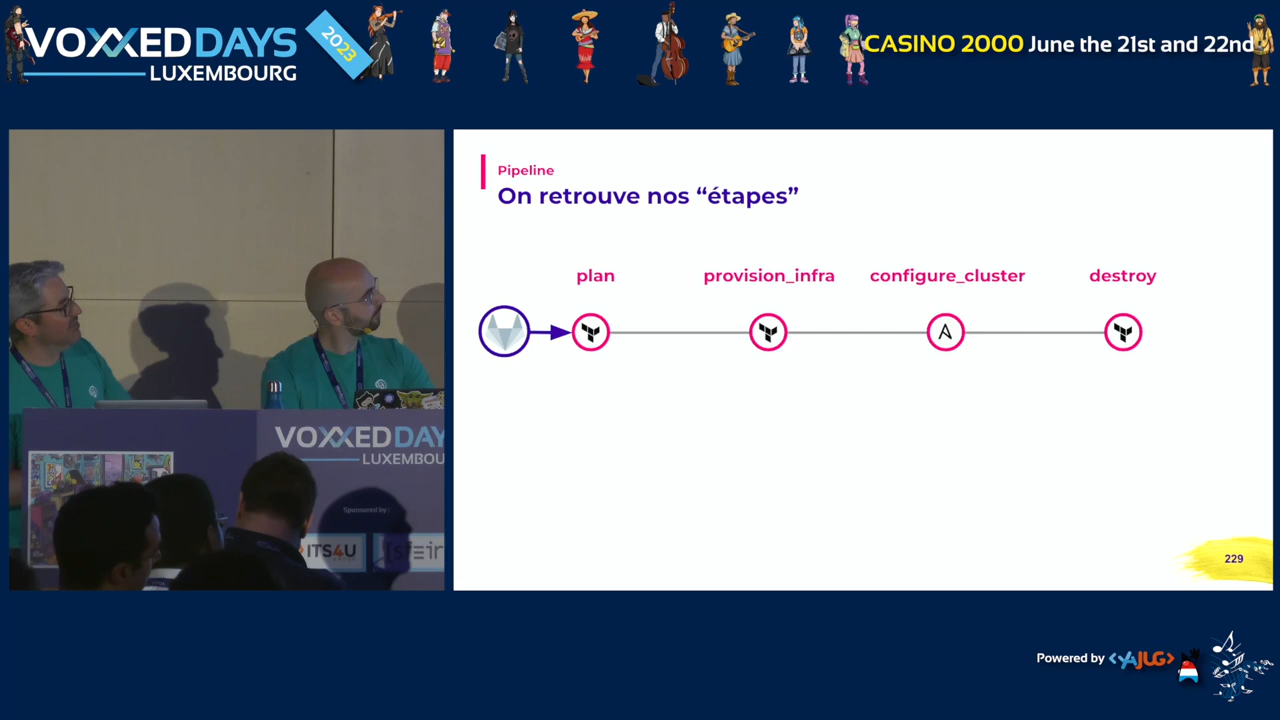 VOXXEDDAYS
LUXEMBOURG
2023
CASINO 2000 June the 21st and 22nd
Pipeline
On retrouve nos “étapes”
plan
provision_infra
configure_cluster
destroy
229
VOXXEDDAY
LUXEMBOU
Sponsored by :
ITS4U
Powered by <YAJUG>